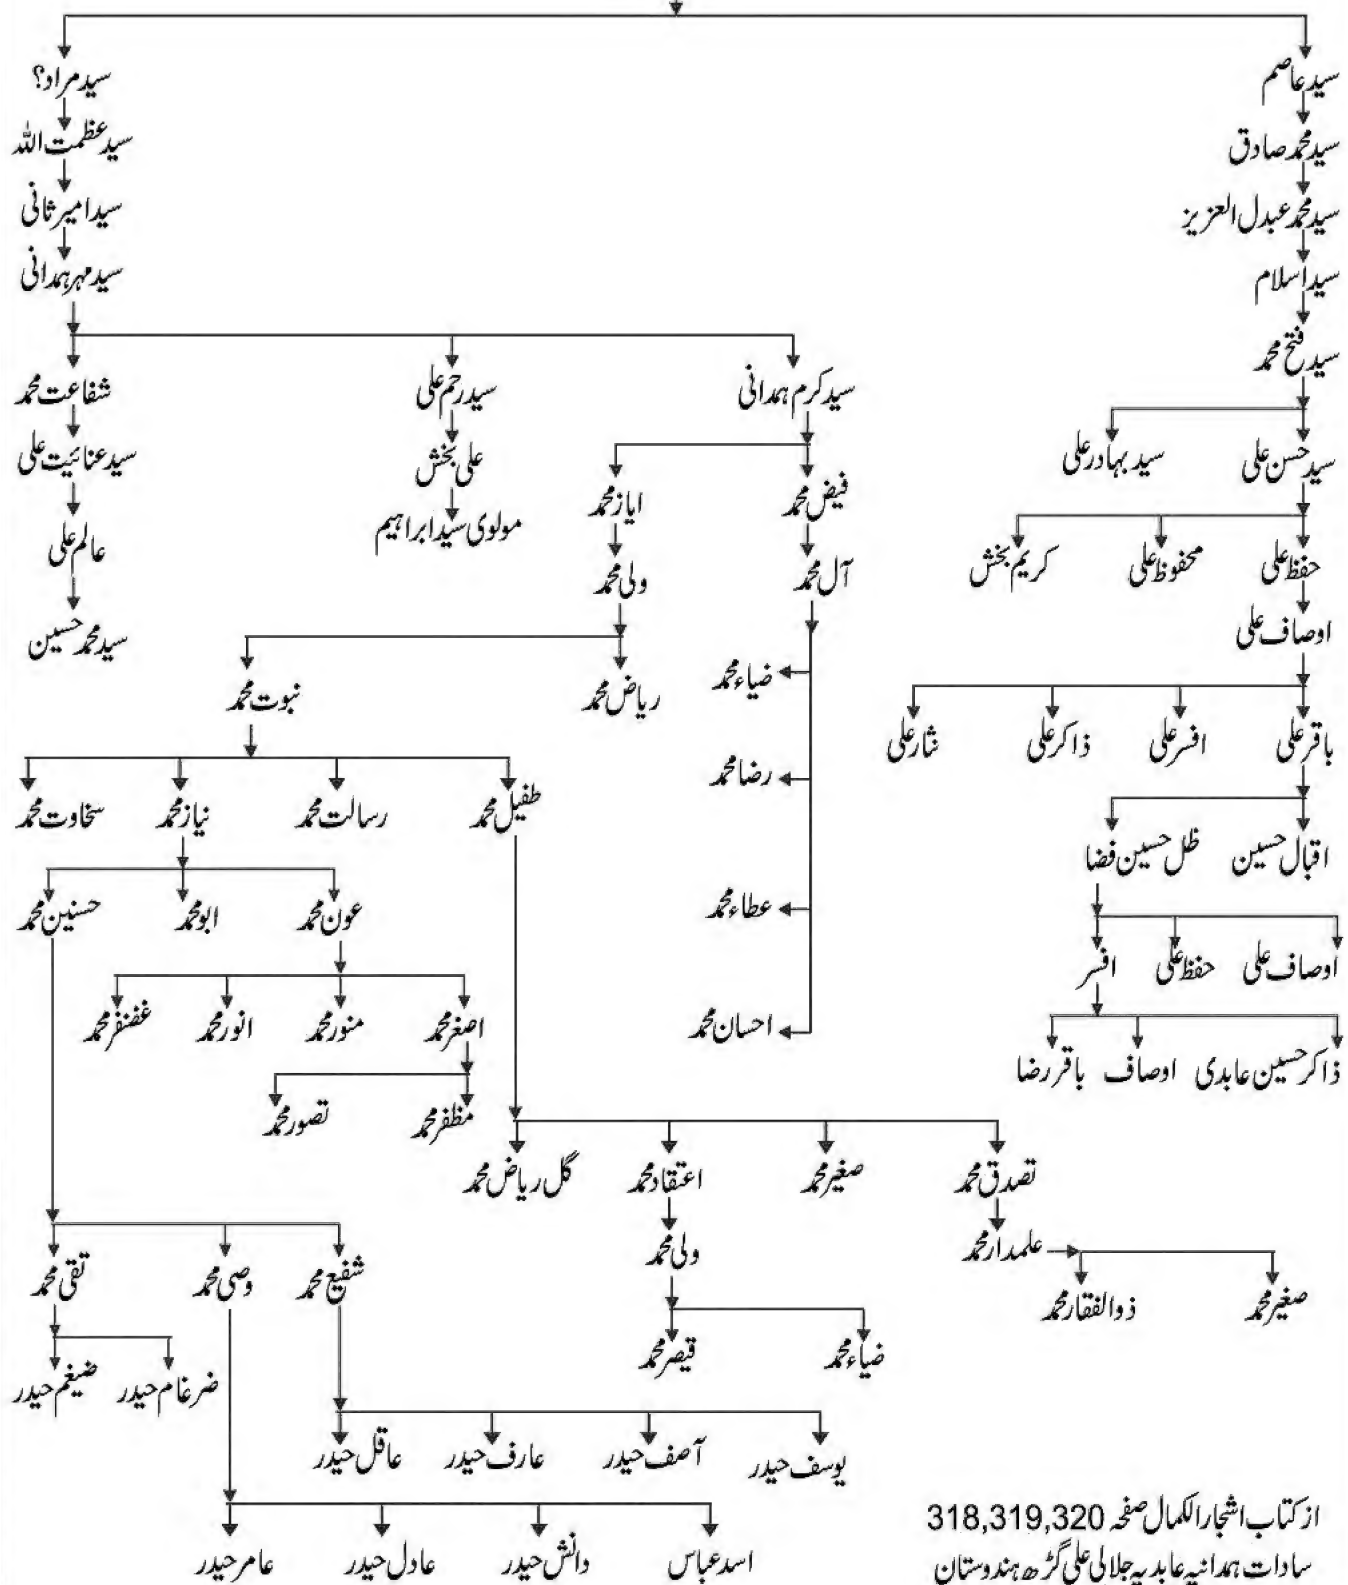 سید عاصم
سید مراد؟
سید محمد صادق
سید عظمت اللہ
سید محمد عبدل العزیز
سید امیر ثانی
سید اسلام
سید مہر ہمدانی
سید فتح محمد
سید کرم ہمدانی
سید رحم علی
شفاعت محمد
سید حسن علی
سید بہادر علی
علی بخش
سید عنائیت علی
فیض محمد
ایاز محمد
مولوی سید ابراہیم
عالم علی
حفظ علی
محفوظ علی
کریم بخش
آل محمد
ولی محمد
اوصاف علی
سید محمد حسین
ضیاء محمد
ریاض محمد
نبوت محمد
باقر علی
افسر علی
ذاکر علی
نثار علی
رضا محمد
طفیل محمد
رسالت محمد
نیاز محمد
سخاوت محمد
اقبال حسین
ظل حسین فضا
عطاء محمد
عون محمد
ابو محمد
حسنین محمد
اوصاف علی
حفظ علی
افسر
احسان محمد
اصغر محمد
منور محمد
انور محمد
غضنفر محمد
ذاکر حسین عابدی
اوصاف
باقر رضا
مظفر محمد
تصور محمد
تصدق محمد
صغیر محمد
اعتقاد محمد
گل ریاض محمد
علمدار محمد
ولی محمد
شفیع محمد
وصی محمد
تقی محمد
صغیر محمد
ذوالفقار محمد
ضیاء محمد
قیصر محمد
ضرغام حیدر
ضیغم حیدر
یوسف حیدر
آصف حیدر
عارف حیدر
عاقل حیدر
اسد عباس
دانش حیدر
عادل حیدر
عامر حیدر
از کتاب اشجار الکمال صفحہ 318,319,320
سادات ہمدانیہ عابدیہ جلالی علی گڑھ ہندوستان